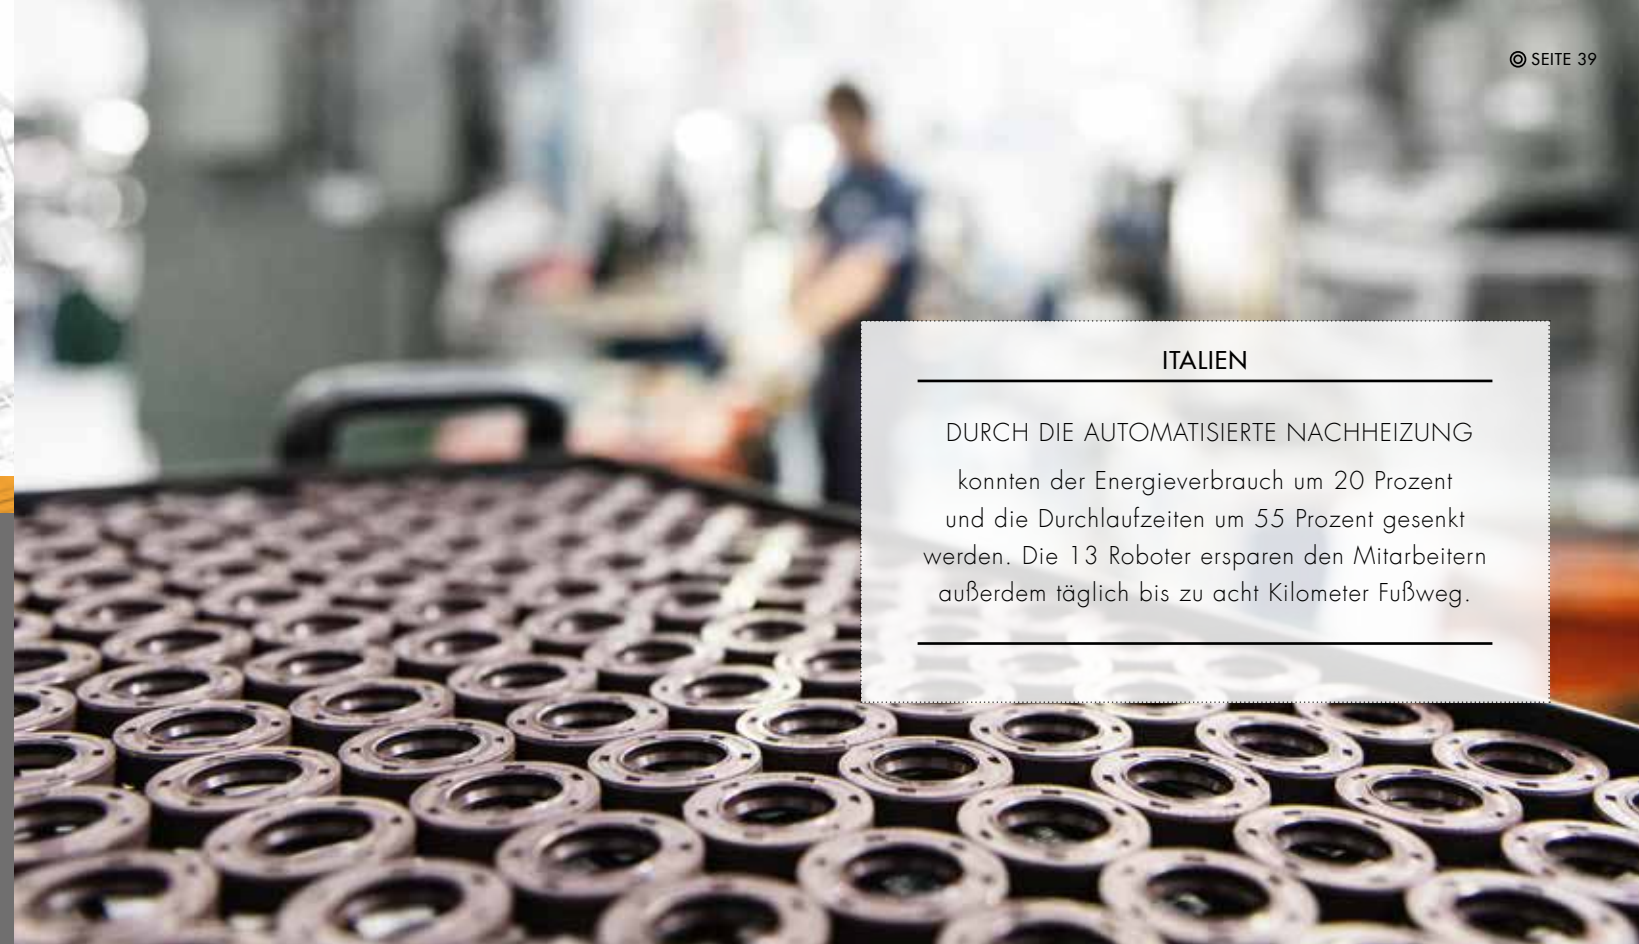 SEITE 39
ITALIEN
DURCH DIE AUTOMATISIERTE NACHHEIZUNG
konnten der Energieverbrauch um 20 Prozent
und die Durchlaufzeiten um 55 Prozent gesenkt
werden. Die 13 Roboter ersparen den Mitarbeitern
außerdem täglich bis zu acht Kilometer Fußweg.